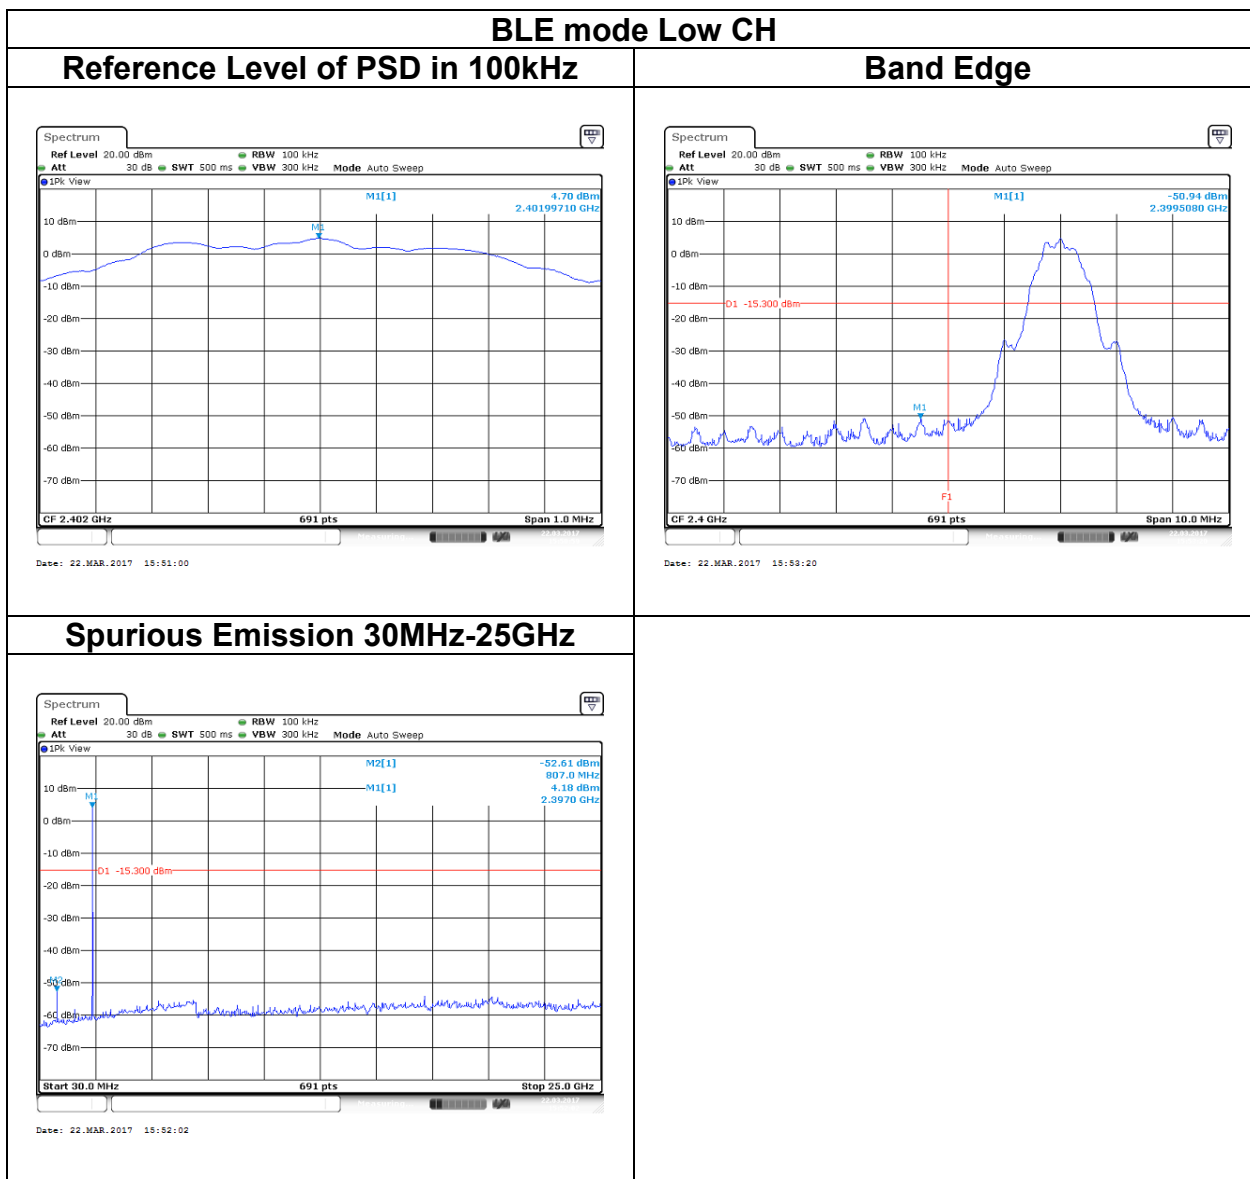 BLE mode Low CH
Reference Level of PSD in 100kHz
Band Edge
Spectrum
Ref Level 20.00 dBm RBW 100 kHz
Att 30 dB SWT 500 ms VBW 300 kHz Mode Auto Sweep
1Pk View
M1[1] 4.70 dBm
2.40199710 GHz
M1
10 dBm
0 dBm
-10 dBm
-20 dBm
-30 dBm
-40 dBm
-50 dBm
-60 dBm
-70 dBm
CF 2.402 GHz 691 pts Span 1.0 MHz
Date: 22.MAR.2017 15:51:00
Spectrum
Ref Level 20.00 dBm RBW 100 kHz
Att 30 dB SWT 500 ms VBW 300 kHz Mode Auto Sweep
1Pk View
M1[1] -50.94 dBm
2.3995080 GHz
10 dBm
0 dBm
-10 dBm
D1 -15.300 dBm
-20 dBm
-30 dBm
-40 dBm
-50 dBm
M1
-60 dBm
-70 dBm
F1
CF 2.4 GHz 691 pts Span 10.0 MHz
Measuring 22.03.2017
Date: 22.MAR.2017 15:53:20
Spurious Emission 30MHz-25GHz
Spectrum
Ref Level 20.00 dBm RBW 100 kHz
Att 30 dB SWT 500 ms VBW 300 kHz Mode Auto Sweep
1Pk View
M2[1] -52.61 dBm
807.0 MHz
M1[1] 4.18 dBm
2.3970 GHz
10 dBm
M1
0 dBm
-10 dBm
D1 -15.300 dBm
-20 dBm
-30 dBm
-40 dBm
M2
-50 dBm
-60 dBm
-70 dBm
Start 30.0 MHz 691 pts Stop 25.0 GHz
Date: 22.MAR.2017 15:52:02